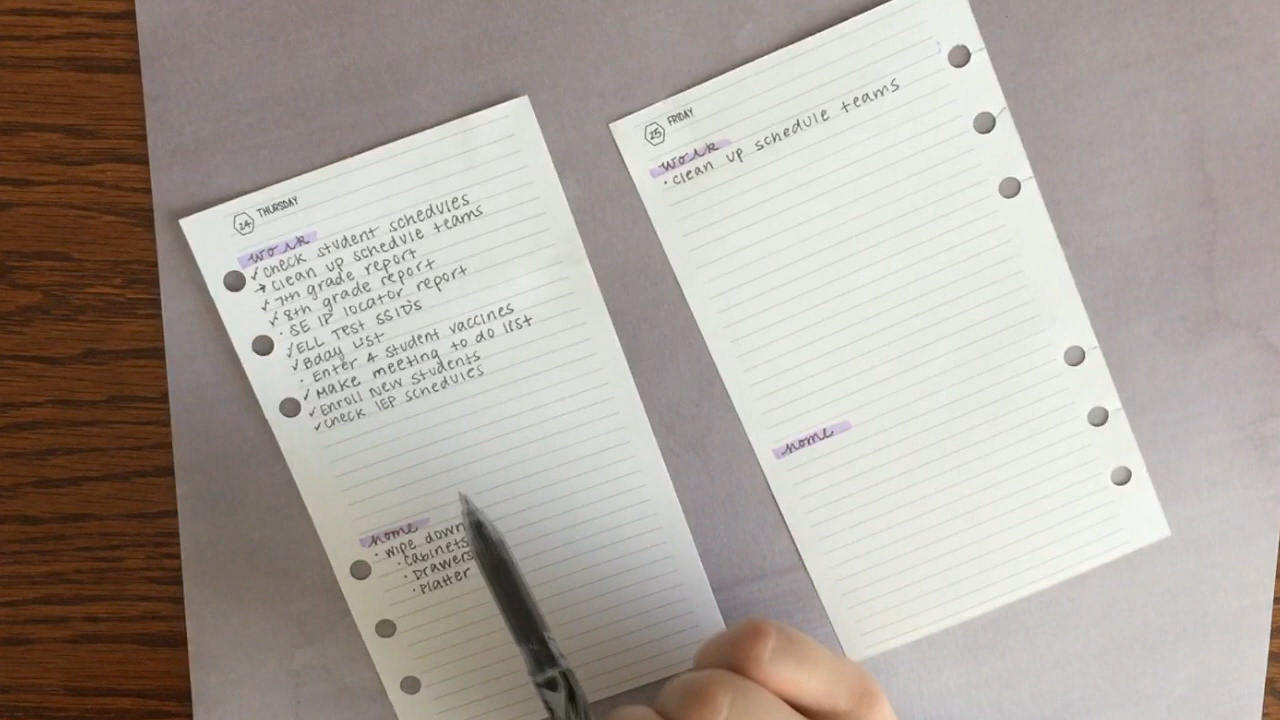 24 THURSDAY
work
✓ check student schedules
→ clean up schedule teams
✓ 7th grade report
✓ 8th grade report
· SE IP locator report
✓ ELL Test SSID's
✓ Bday list
· Enter 4 student vaccines
✓ Make meeting to do list
✓ Enroll new students
✓ check IEP schedules
home
· wipe down
· cabinets
· Drawers
· Platter
25 FRIDAY
work
· clean up schedule teams
home